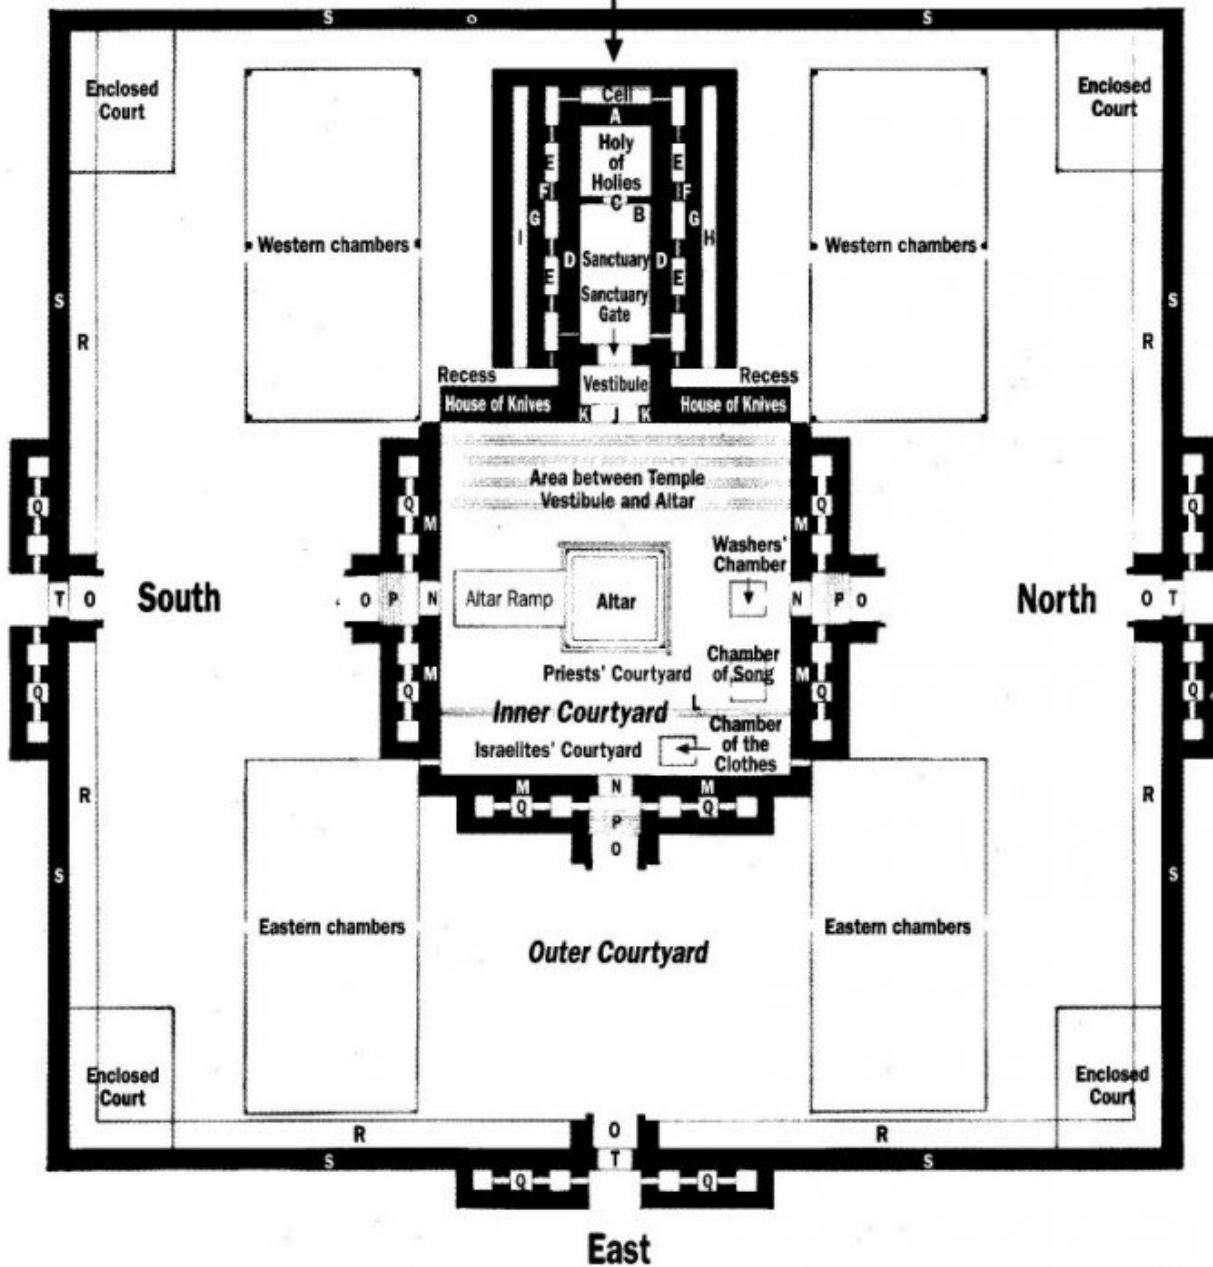 S
S
Enclosed
Court
Enclosed
Court
Cell
A
Holy
of
Holies
E
E
F
F
C
B
G
G
I
H
Western chambers
Western chambers
D
Sanctuary
D
E
E
Sanctuary
Gate
S
S
R
R
Recess
Vestibule
Recess
House of Knives
K
J
K
House of Knives
Area between Temple
Vestibule and Altar
Q
Q
M
M
Q
Q
Washers'
Chamber
T
O
South
O
P
N
Altar Ramp
Altar
N
P
O
North
O
T
Priests' Courtyard
Chamber
of Song
Q
Q
M
M
Q
Q
L
Inner Courtyard
Israelites' Courtyard
Chamber
of the
Clothes
M
N
M
Q
P
Q
O
R
R
S
S
Eastern chambers
Eastern chambers
Outer Courtyard
Enclosed
Court
Enclosed
Court
R
O
R
S
T
S
Q
Q
East